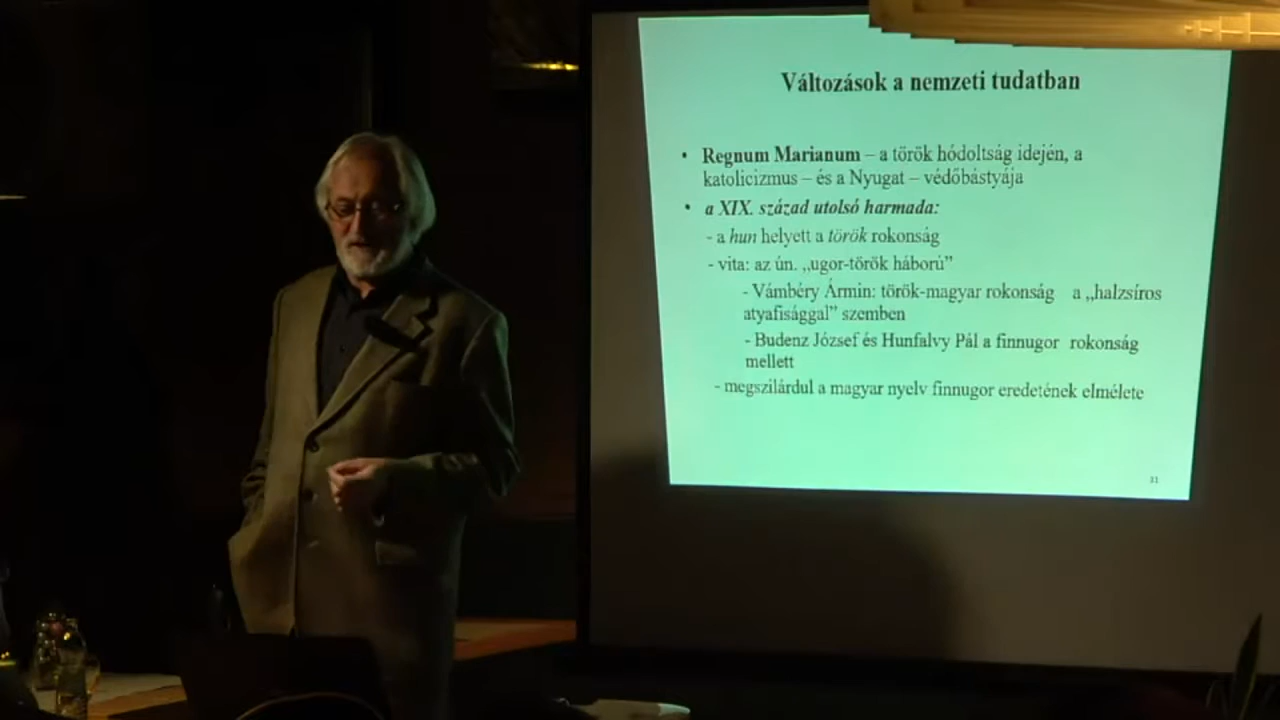 Változások a nemzeti tudatban
• Regnum Marianum – a török hódoltság idején, a
katolicizmus – és a Nyugat – védőbástyája
• a XIX. század utolsó harmada:
- a hun helyett a török rokonság
- vita: az ún. „ugor-török háború”
- Vámbéry Ármin: török-magyar rokonság a „halzsíros
atyafisággal” szemben
- Budenz József és Hunfalvy Pál a finnugor rokonság
mellett
- megszilárdul a magyar nyelv finnugor eredetének elmélete
31